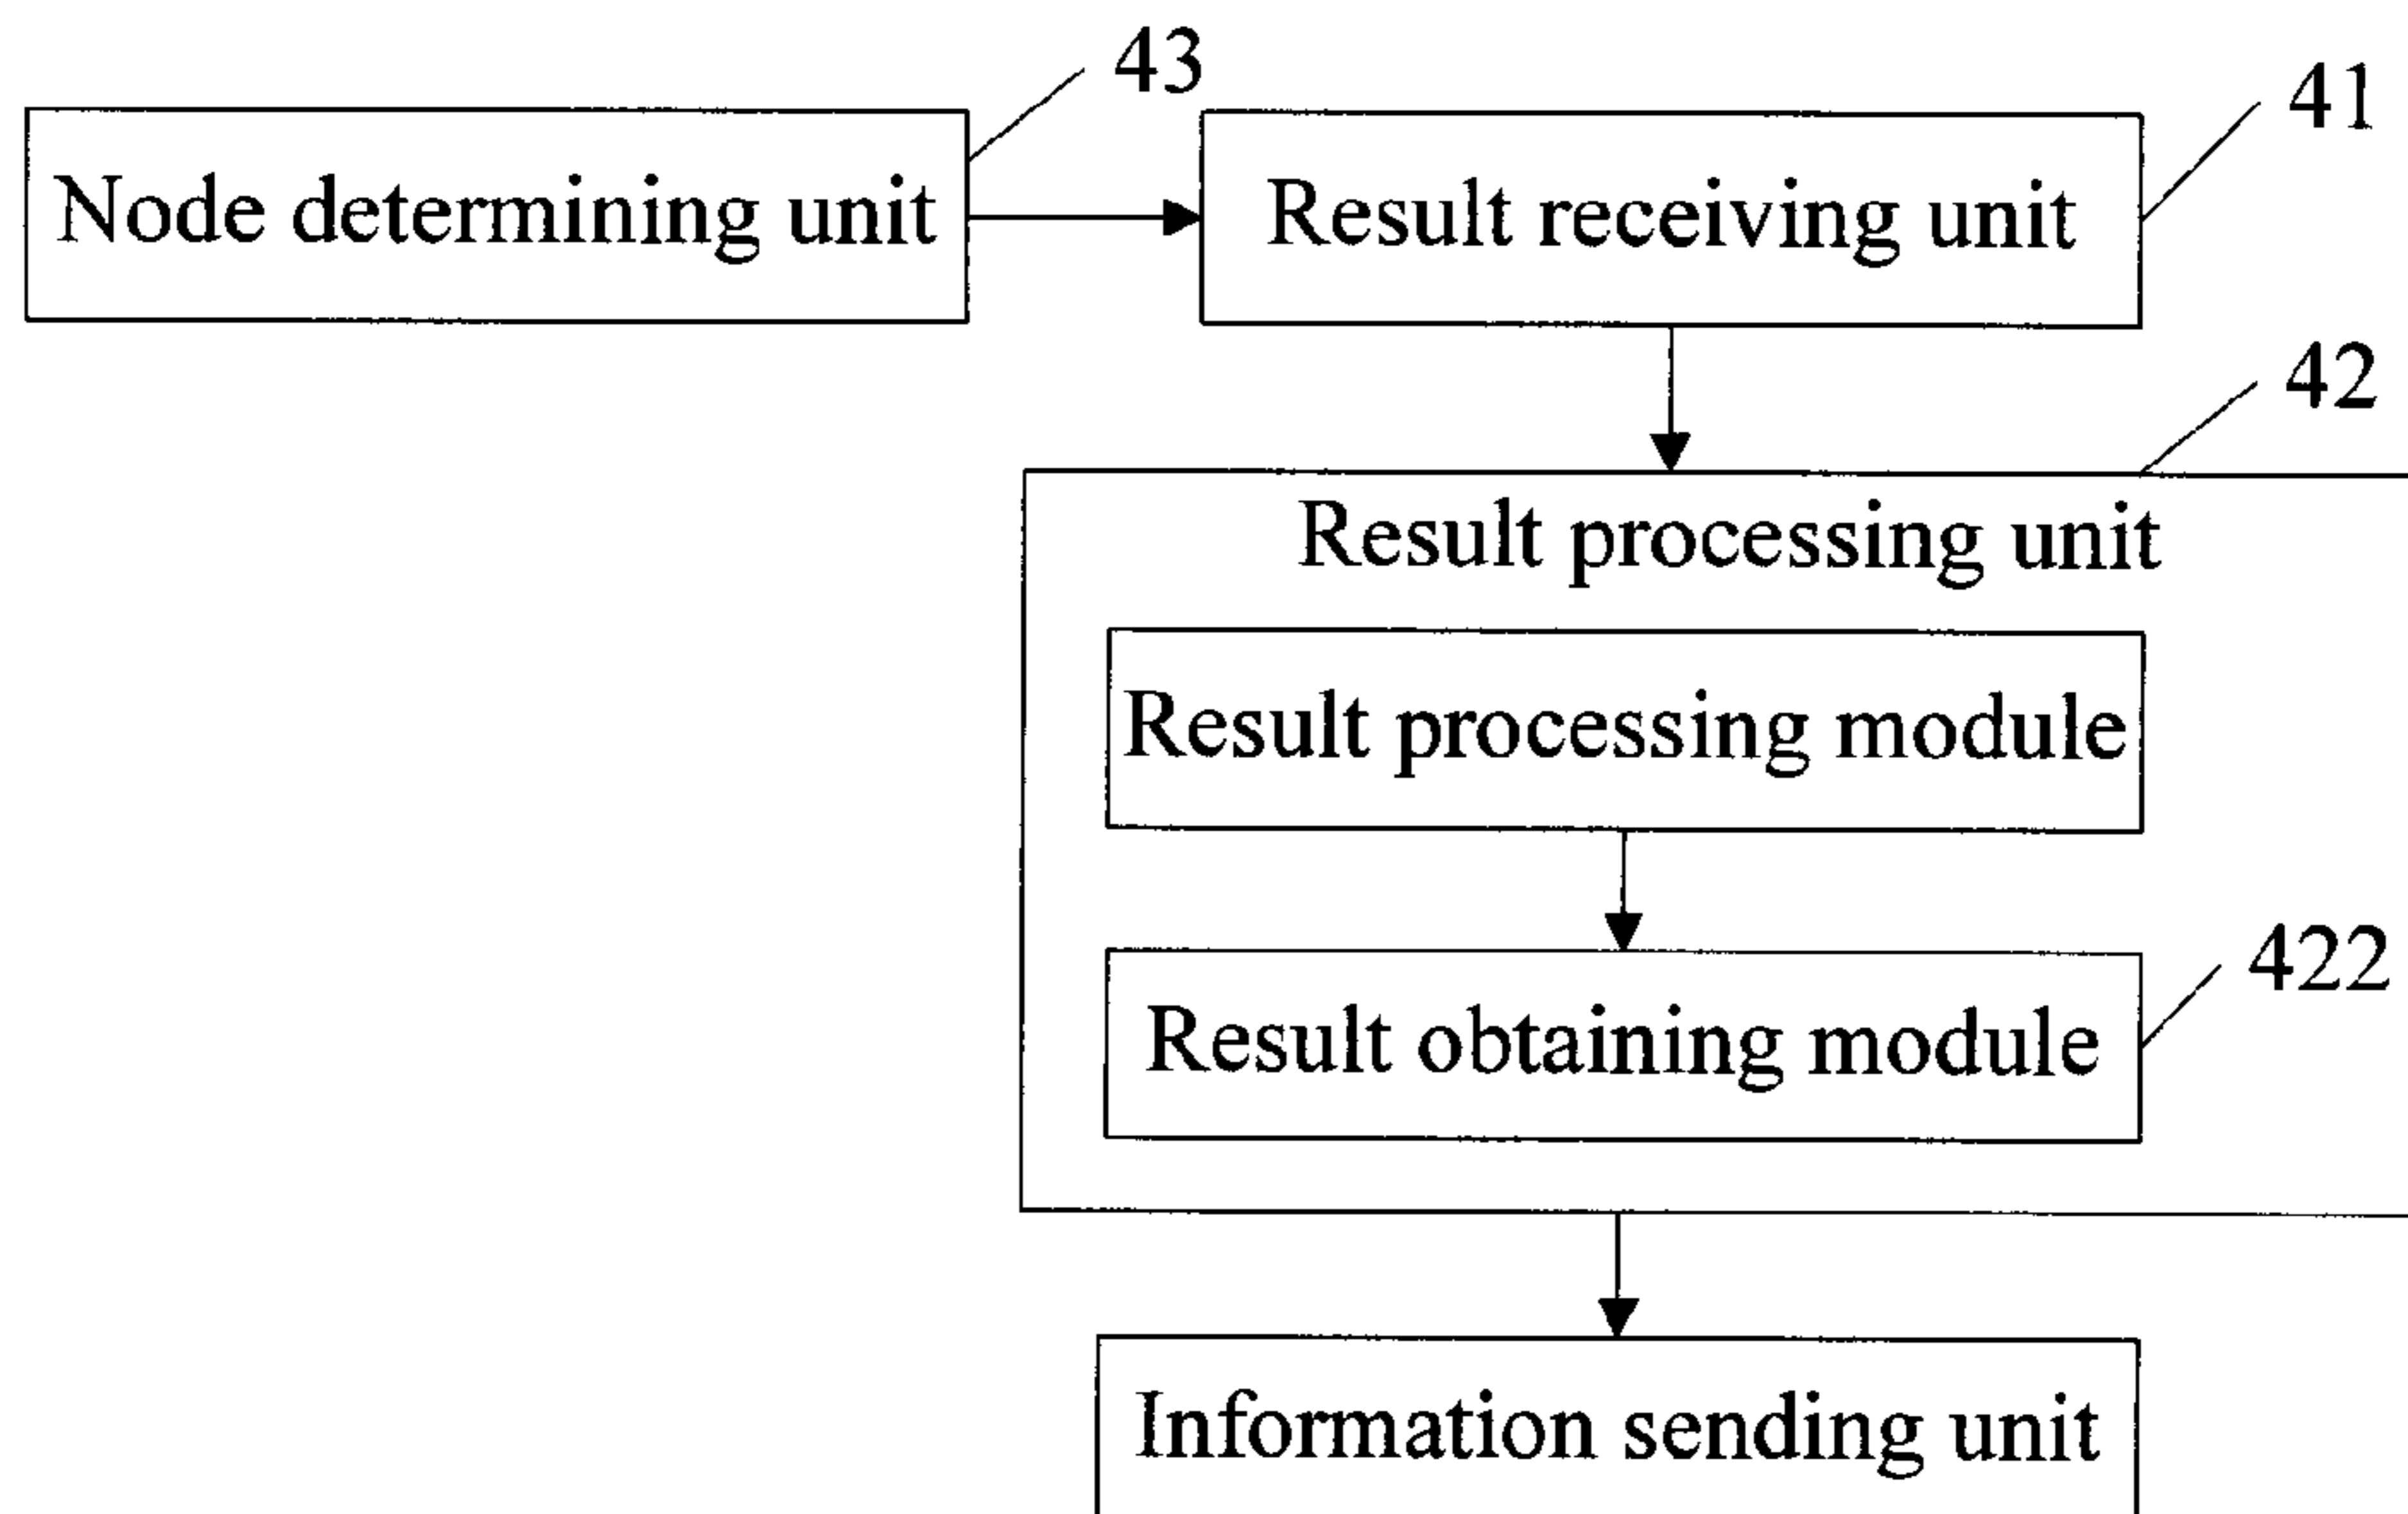 43
41
Node determining unit
Result receiving unit
42
Result processing unit
Result processing module
422
Result obtaining module
Information sending unit